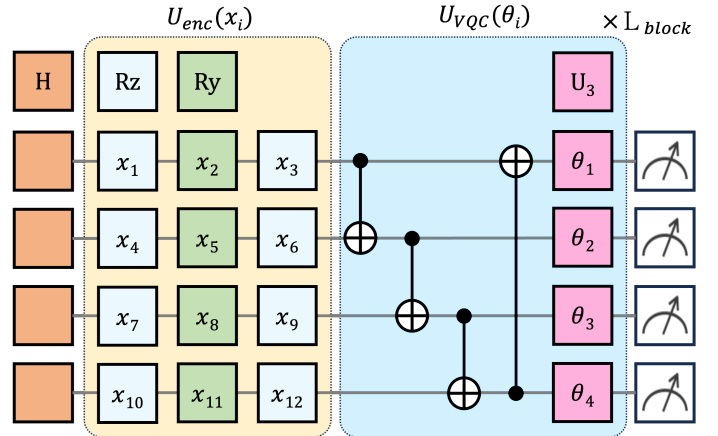 U_enc(x_i) U_VQC(θ_i) × L_block
H Rz Ry U_3
x_1 x_2 x_3 θ_1
x_4 x_5 x_6 θ_2
x_7 x_8 x_9 θ_3
x_10 x_11 x_12 θ_4